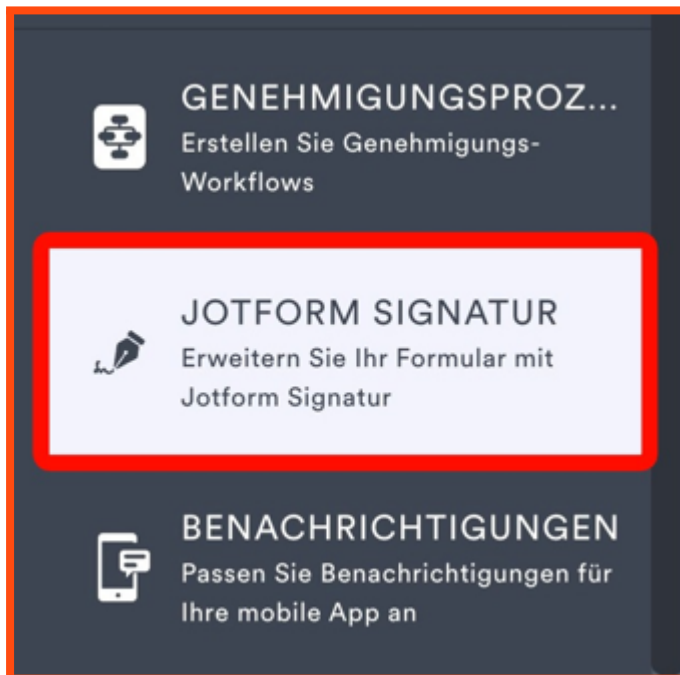 GENEHMIGUNGSPROZ...
Erstellen Sie Genehmigungs-
Workflows
JOTFORM SIGNATUR
Erweitern Sie Ihr Formular mit
Jotform Signatur
BENACHRICHTIGUNGEN
Passen Sie Benachrichtigungen für
Ihre mobile App an